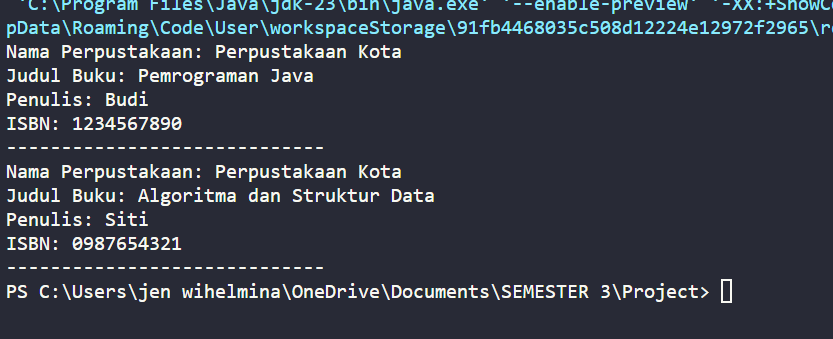 'C:\Program Files\Java\jdk-23\bin\java.exe' '--enable-preview' '-XX:+ShowCo
pData\Roaming\Code\User\workspaceStorage\91fb4468035c508d12224e12972f2965\re
Nama Perpustakaan: Perpustakaan Kota
Judul Buku: Pemrograman Java
Penulis: Budi
ISBN: 1234567890
-----------------------------
Nama Perpustakaan: Perpustakaan Kota
Judul Buku: Algoritma dan Struktur Data
Penulis: Siti
ISBN: 0987654321
-----------------------------
PS C:\Users\jen wihelmina\OneDrive\Documents\SEMESTER 3\Project>